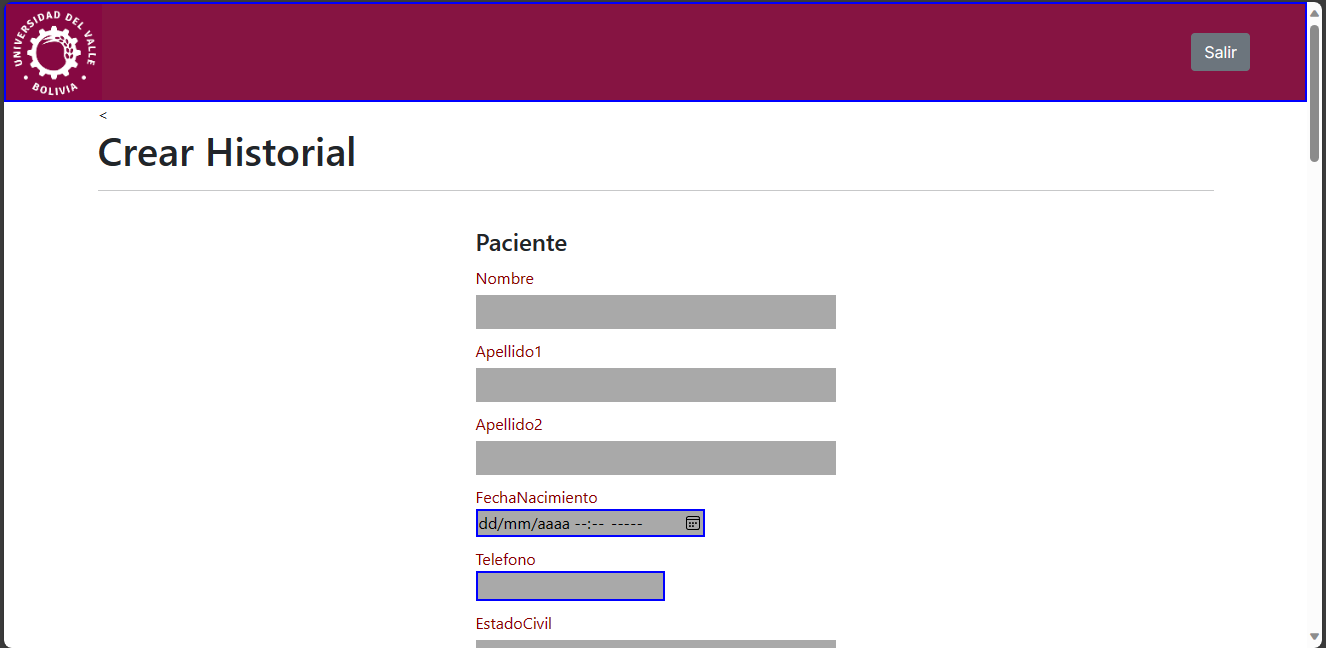 UNIVERSIDAD DEL VALLE
BOLIVIA
Salir
<
Crear Historial
Paciente
Nombre
Apellido1
Apellido2
FechaNacimiento
dd/mm/aaaa --:-- -----
Telefono
EstadoCivil